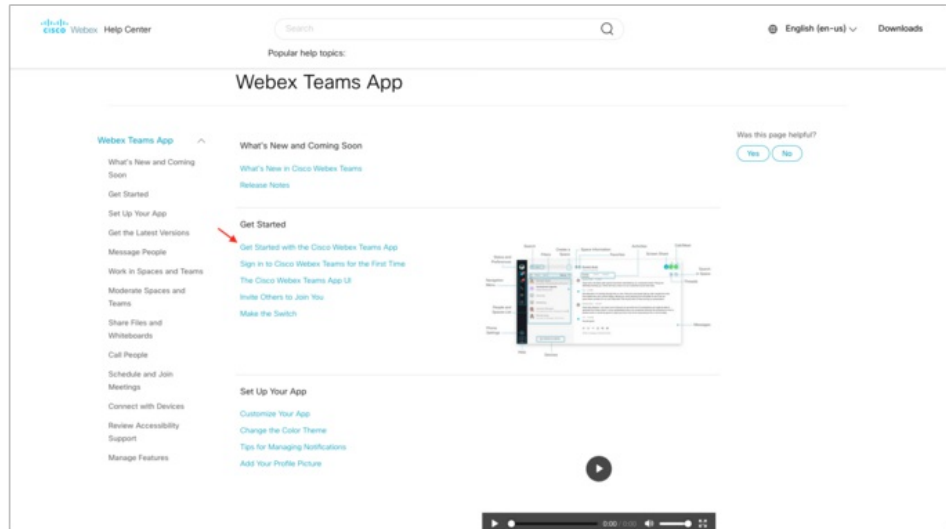 CISCO Webex Help Center
Search
English (en-us)
Downloads
Popular help topics:
Webex Teams App
Webex Teams App
What's New and Coming
Soon
Get Started
Set Up Your App
Get the Latest Versions
Message People
Work in Spaces and Teams
Moderate Spaces and
Teams
Share Files and
Whiteboards
Call People
Schedule and Join
Meetings
Connect with Devices
Review Accessibility
Support
Manage Features
What's New and Coming Soon
What's New in Cisco Webex Teams
Release Notes
Get Started
Get Started with the Cisco Webex Teams App
Sign in to Cisco Webex Teams for the First Time
The Cisco Webex Teams App UI
Invite Others to Join You
Make the Switch
Set Up Your App
Customize Your App
Change the Color Theme
Tips for Managing Notifications
Add Your Profile Picture
0:00 / 0:00
Was this page helpful?
Yes
No